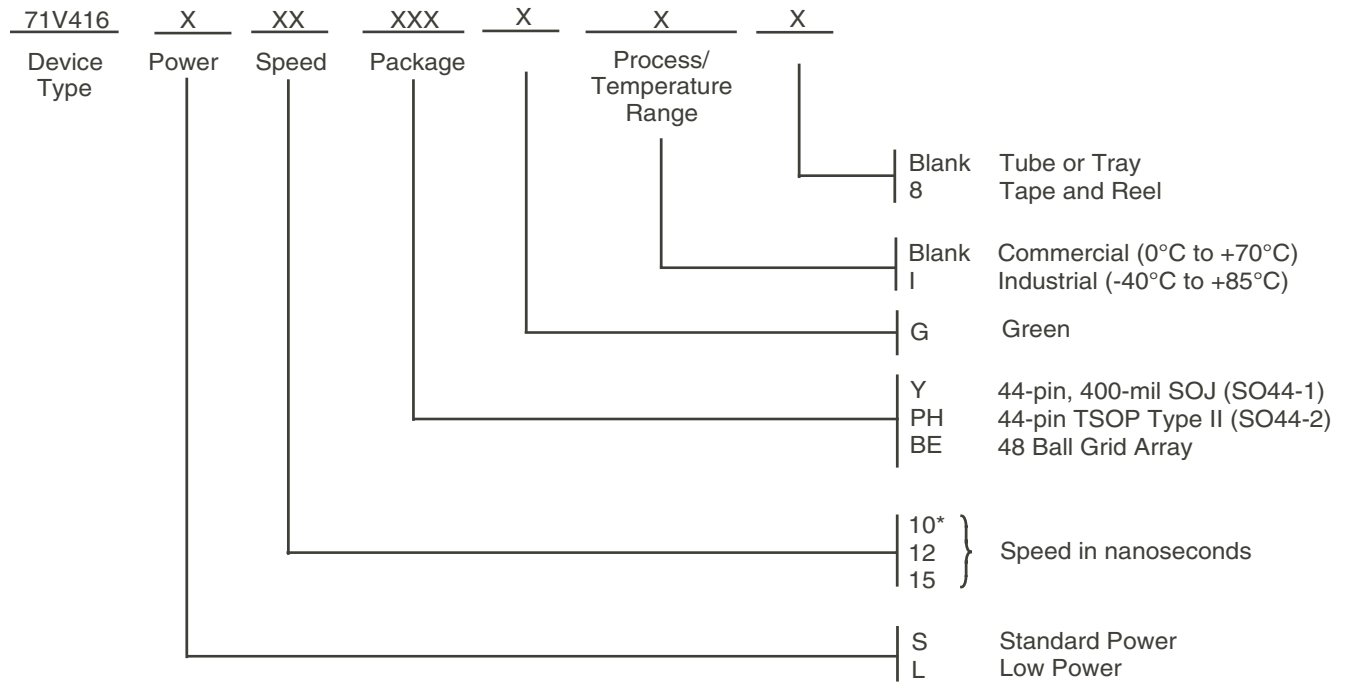 71V416 X XX XXX X X X
Device Type
Power
Speed
Package
Process/
Temperature
Range
Blank Tube or Tray
8 Tape and Reel
Blank Commercial (0°C to +70°C)
I Industrial (-40°C to +85°C)
G Green
Y 44-pin, 400-mil SOJ (SO44-1)
PH 44-pin TSOP Type II (SO44-2)
BE 48 Ball Grid Array
10*
12 Speed in nanoseconds
15
S Standard Power
L Low Power